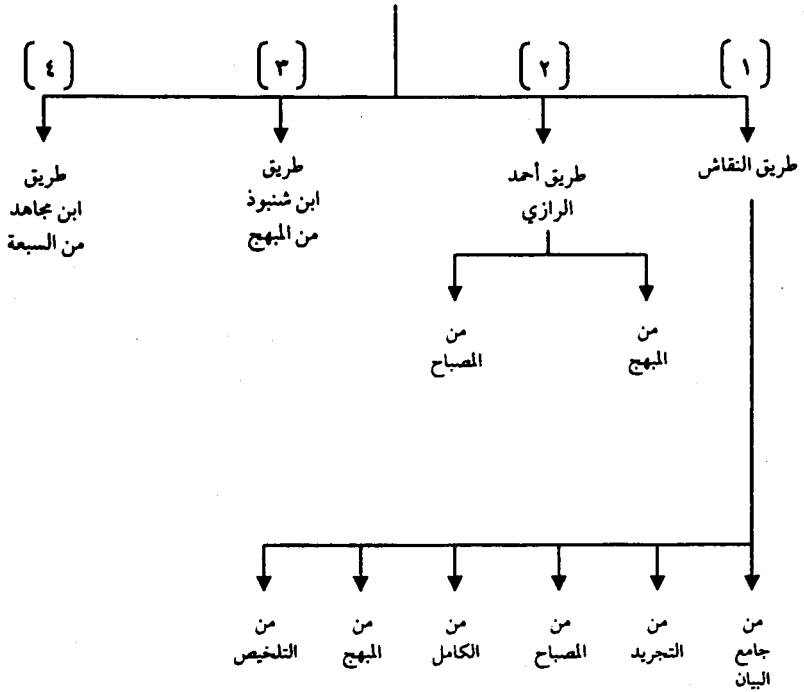 (١)
(٢)
(٣)
(٤)
طريق النقاش
طريق أحمد
الرازي
طريق
ابن شنبوذ
من المبهج
طريق
ابن مجاهد
من السبعة
من
المبهج
من
المصباح
من
جامع
البيان
من
التجريد
من
المصباح
من
الكامل
من
المبهج
من
التلخيص